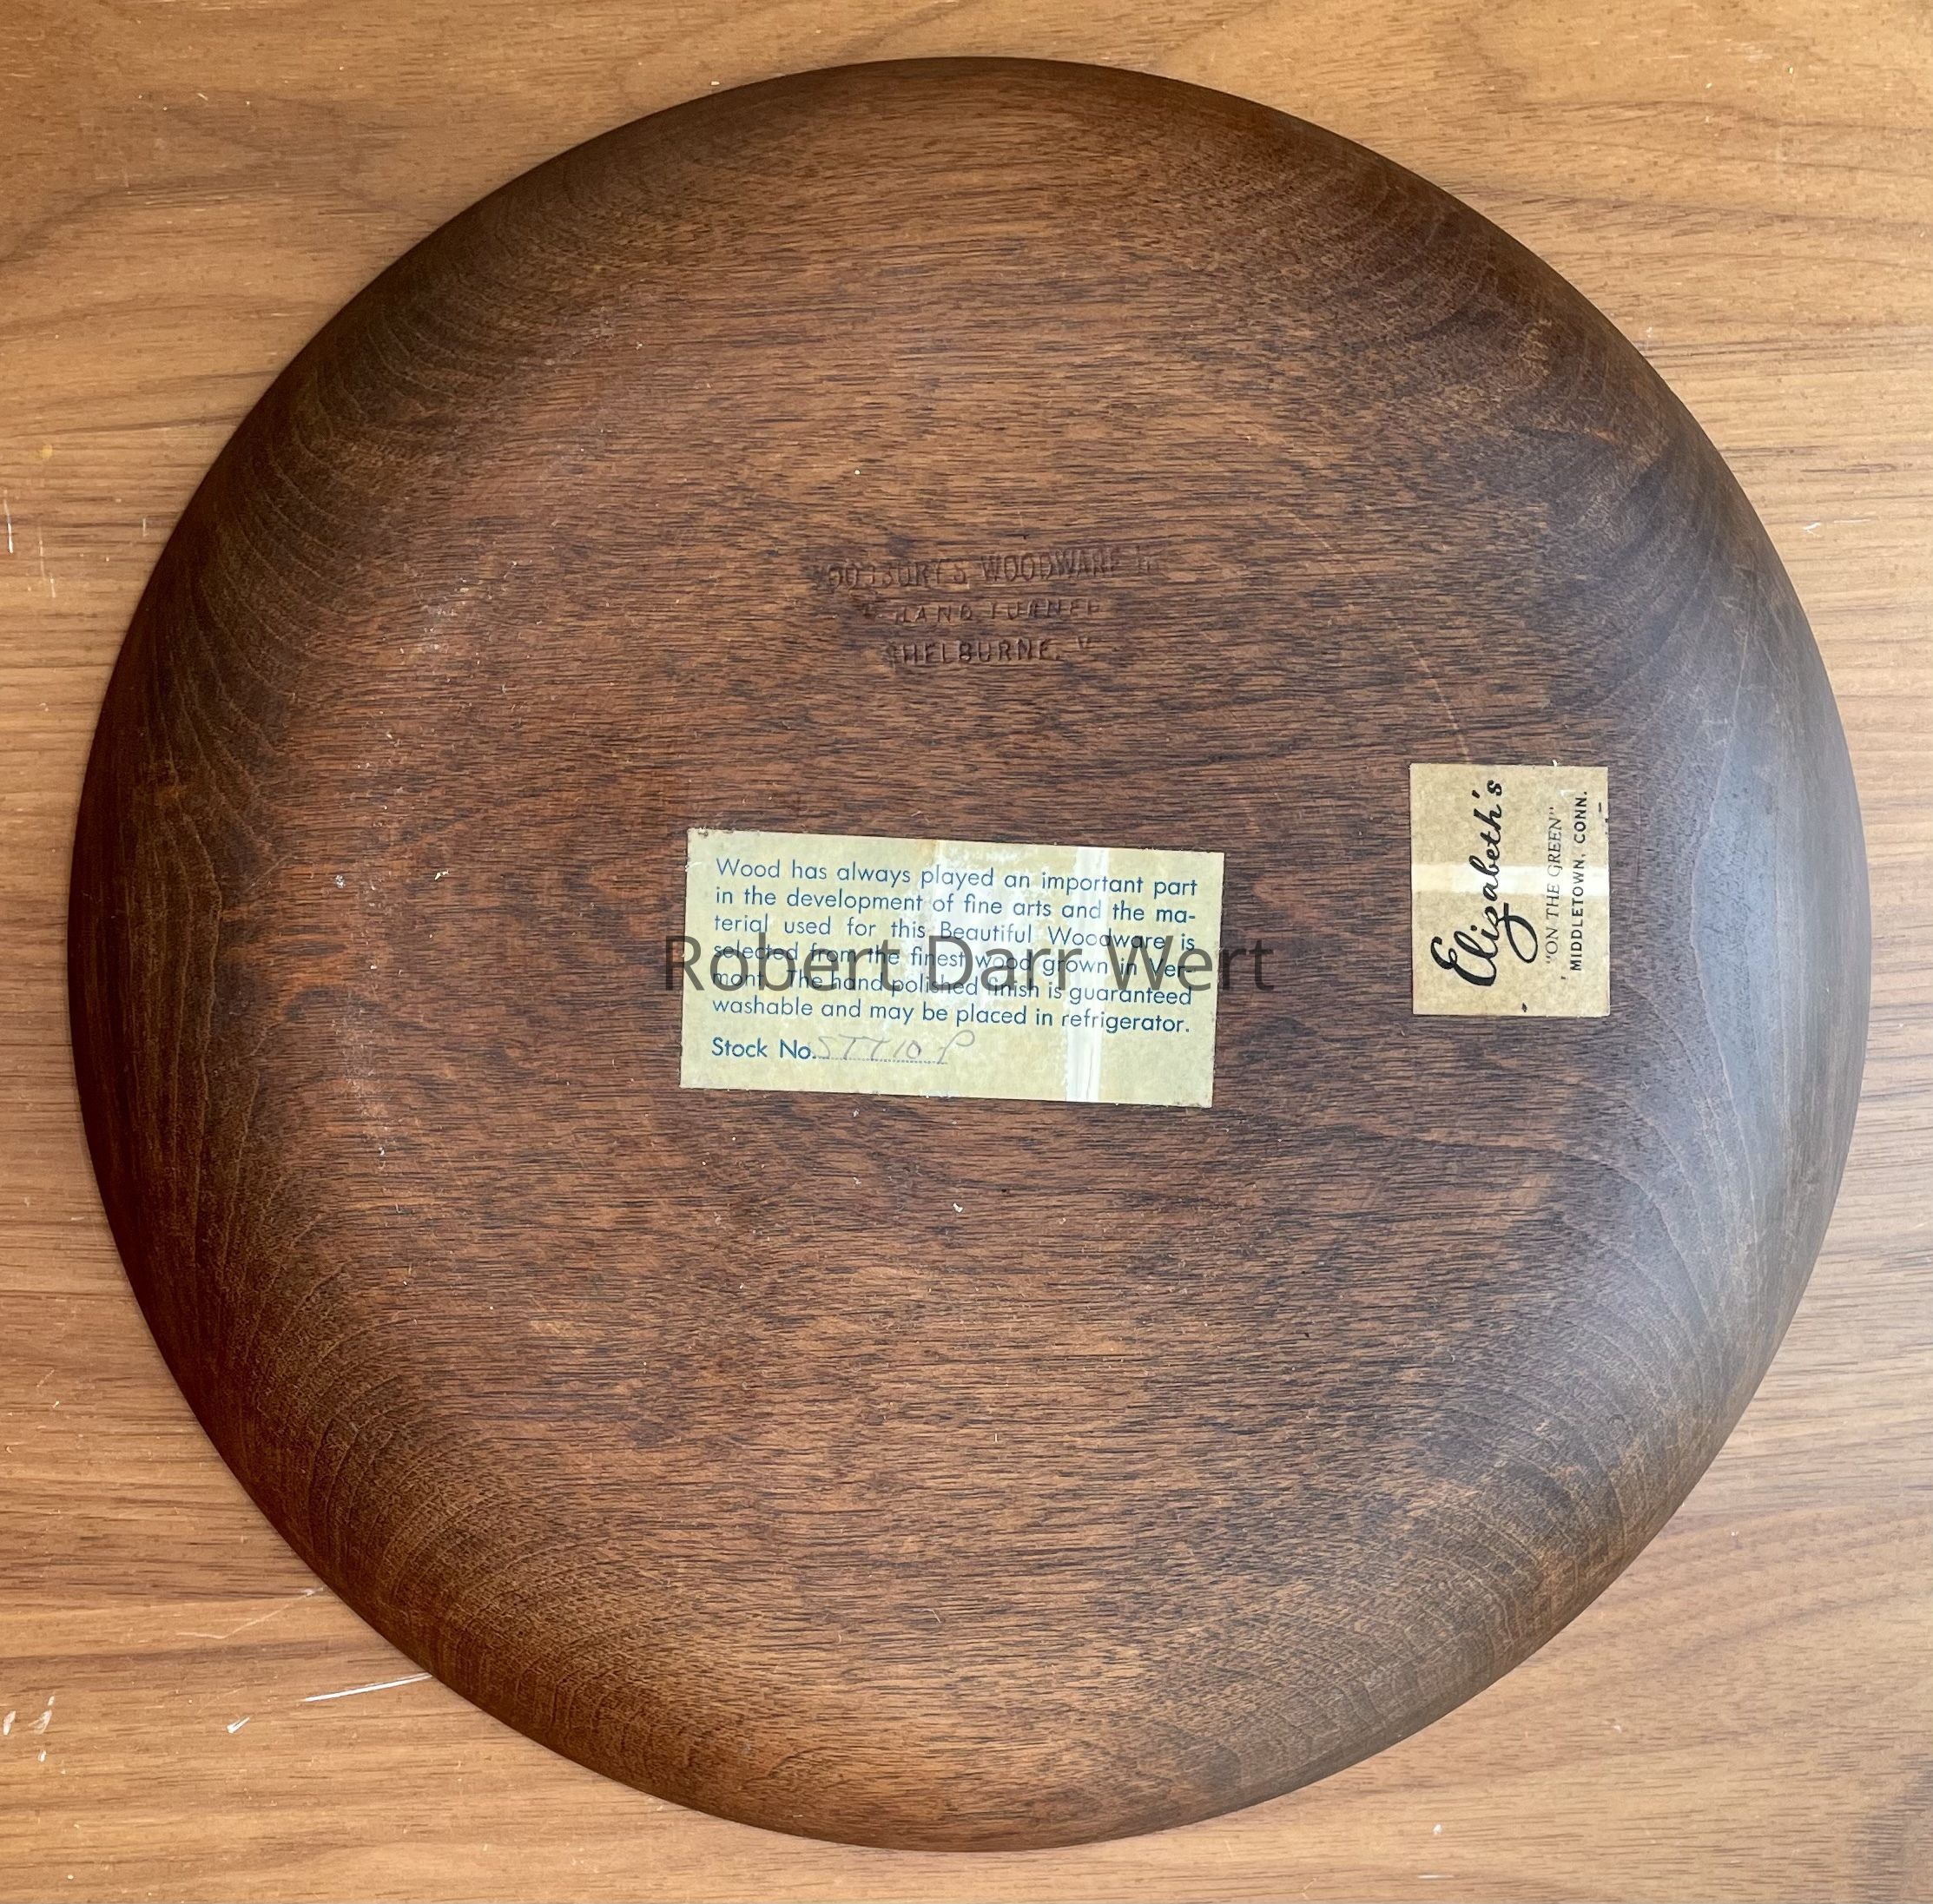 WOODWARE
HAND TURNED
SHELBURNE, V
Wood has always played an important part
in the development of fine arts and the ma-
terial used for this Beautiful Woodware is
selected from the finest wood grown in Ver-
mont. The hand polished finish is guaranteed
washable and may be placed in refrigerator.
Stock No.
Robert Darr Wert
Elizabeth's
"ON THE GREEN"
MIDDLETOWN, CONN.